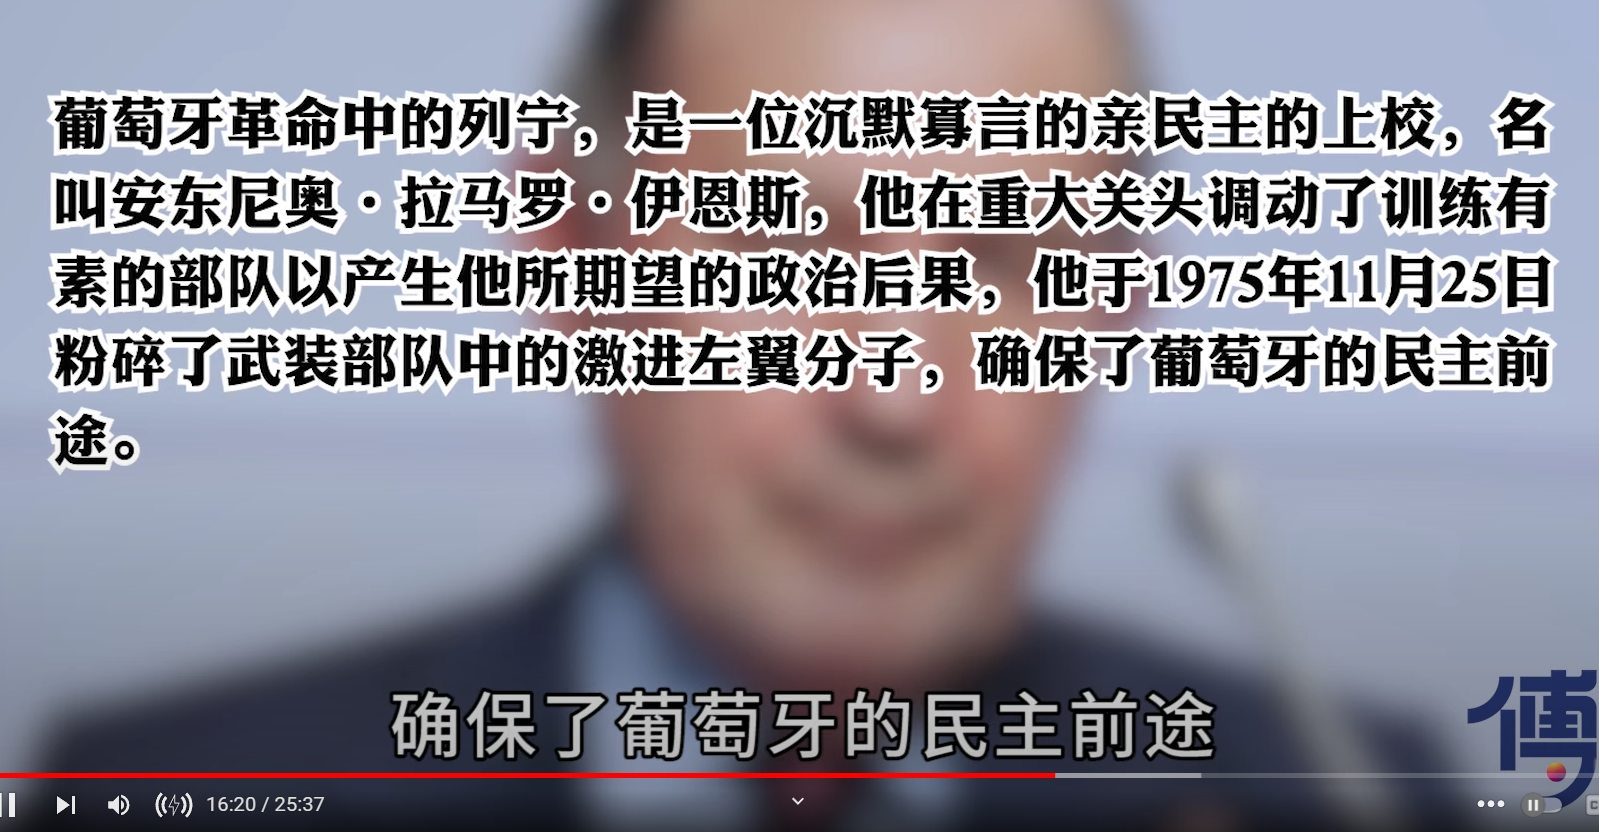 葡萄牙革命中的列宁，是一位沉默寡言的亲民主的上校，名
叫安东尼奥·拉马罗·伊恩斯，他在重大关头调动了训练有
素的部队以产生他所期望的政治后果，他于1975年11月25日
粉碎了武装部队中的激进左翼分子，确保了葡萄牙的民主前
途。
确保了葡萄牙的民主前途
傅
16:20 / 25:37